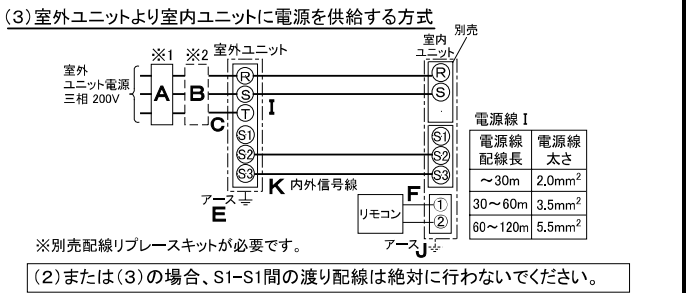 (3)室外ユニットより室内ユニットに電源を供給する方式
※1 ※2 室外ユニット
室内
ユニット
別売
室外
ユニット電源
三相 200V
A
B
C
R
S
T
S1
S2
S3
I
R
S
S1
S2
S3
K 内外信号線
アース
E
リモコン
F
①
②
アース
J
電源線 I
電源線
配線長
電源線
太さ
～30m 2.0mm²
30～60m 3.5mm²
60～120m 5.5mm²
※別売配線リプレースキットが必要です。
(2)または(3)の場合、S1-S1間の渡り配線は絶対に行わないでください。